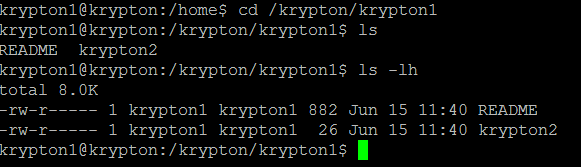 krypton1@krypton:/home$ cd /krypton/krypton1
krypton1@krypton:/krypton/krypton1$ ls
README  krypton2
krypton1@krypton:/krypton/krypton1$ ls -lh
total 8.0K
-rw-r----- 1 krypton1 krypton1 882 Jun 15 11:40 README
-rw-r----- 1 krypton1 krypton1  26 Jun 15 11:40 krypton2
krypton1@krypton:/krypton/krypton1$